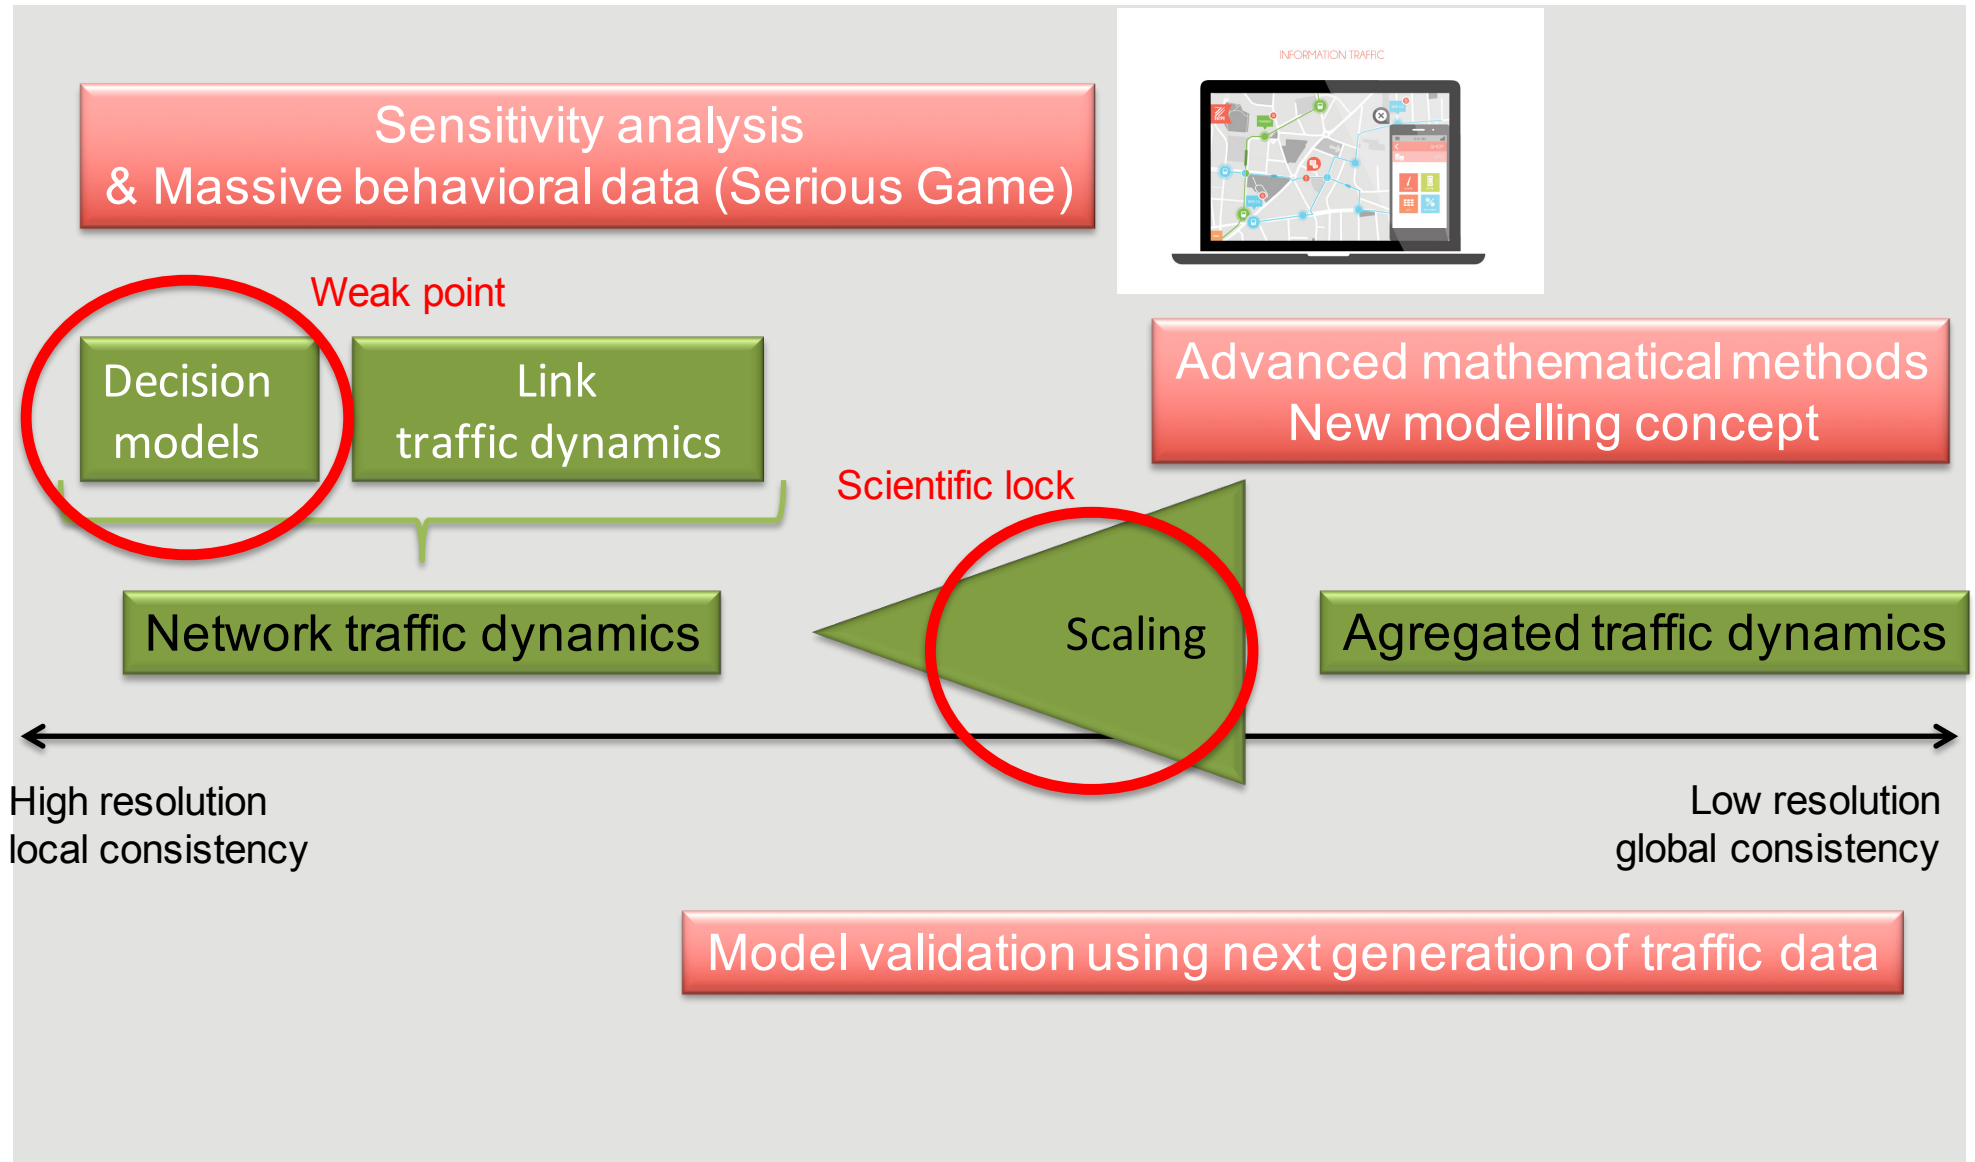 INFORMATION TRAFFIC
Sensitivity analysis
& Massive behavioral data (Serious Game)
Weak point
Decision
models
Link
traffic dynamics
Advanced mathematical methods
New modelling concept
Scientific lock
Network traffic dynamics
Scaling
Agregated traffic dynamics
High resolution
local consistency
Low resolution
global consistency
Model validation using next generation of traffic data